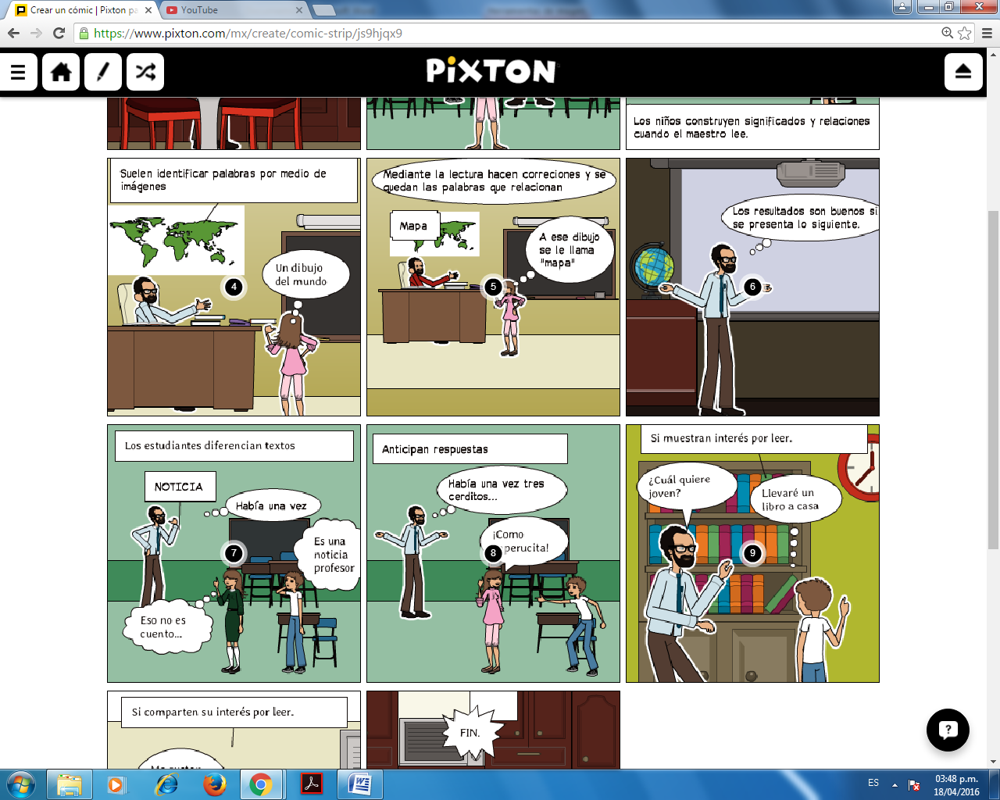 Crear un cómic | Pixton pa
YouTube
https://www.pixton.com/mx/create/comic-strip/js9hjqx9
PIXTON
Los niños construyen significados y relaciones
cuando el maestro lee.
Suelen identificar palabras por medio de
imágenes
Un dibujo
del mundo
4
Mediante la lectura hacen correciones y se
quedan las palabras que relacionan
Mapa
A ese dibujo
se le llama
"mapa"
5
Los resultados son buenos si
se presenta lo siguiente.
6
Los estudiantes diferencian textos
NOTICIA
Había una vez
Es una
noticia
profesor
7
Eso no es
cuento...
Anticipan respuestas
Había una vez tres
cerditos...
¡Como
perucita!
8
Si muestran interés por leer.
¿Cuál quiere
joven?
Llevaré un
libro a casa
9
Si comparten su interés por leer.
Me gustan
FIN.
ES
03:48 p.m.
18/04/2016